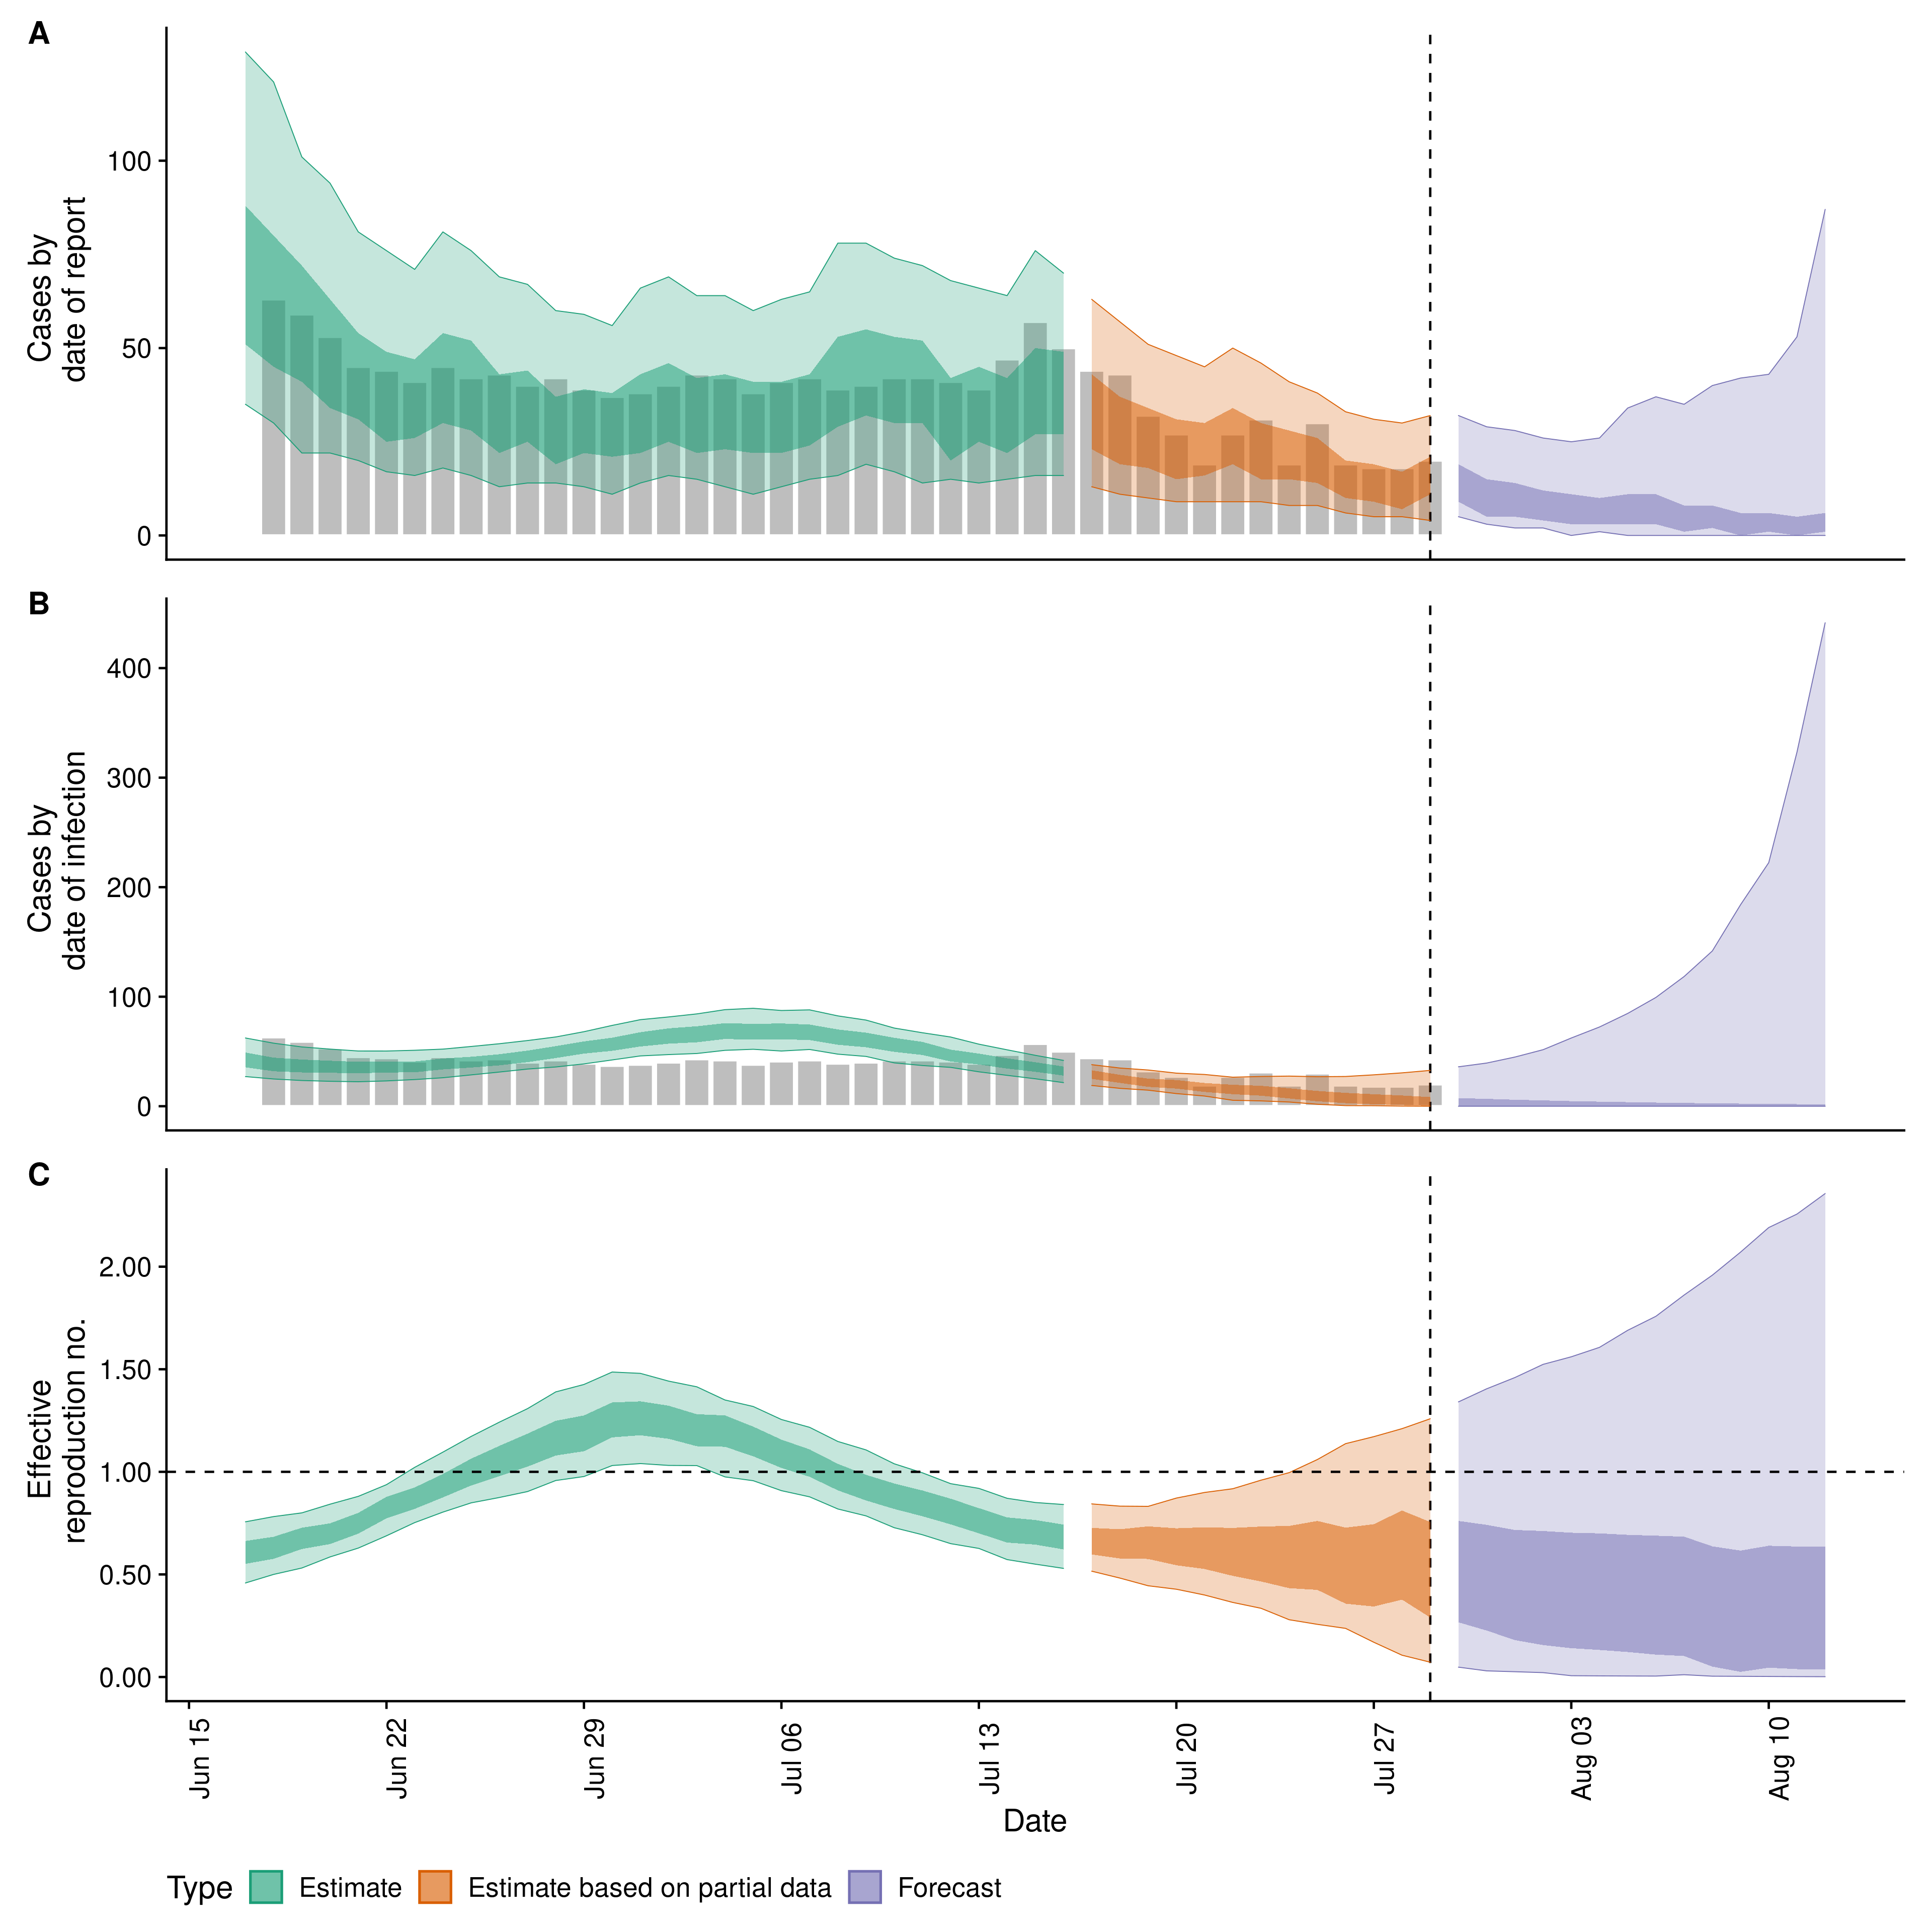 A
Cases by
date of report
100
50
0
B
Cases by
date of infection
400
300
200
100
0
C
Effective
reproduction no.
2.00
1.50
1.00
0.50
0.00
Jun 15
Jun 22
Jun 29
Jul 06
Jul 13
Jul 20
Jul 27
Aug 03
Aug 10
Date
Type Estimate Estimate based on partial data Forecast